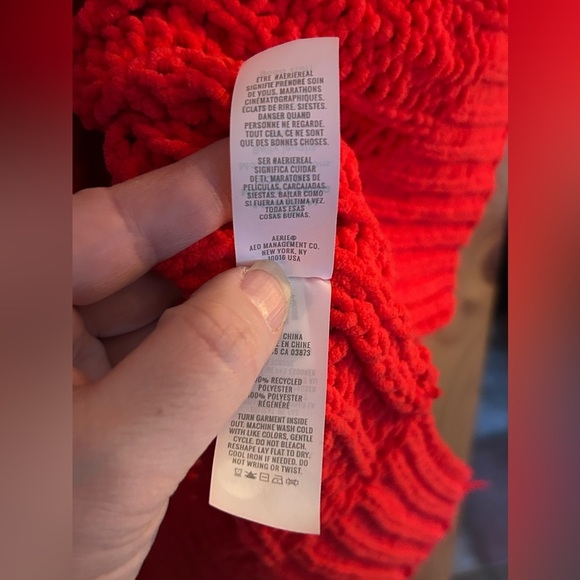 ÊTRE #AERIEREAL
SIGNIFIE PRENDRE SOIN
DE VOUS. MARATHONS
CINÉMATOGRAPHIQUES.
ÉCLATS DE RIRE. SIESTES.
DANSER QUAND
PERSONNE NE REGARDE.
TOUT CELA, CE NE SONT
QUE DES BONNES CHOSES.
SER #AERIEREAL
SIGNIFICA CUIDAR
DE TI. MARATONES DE
PELÍCULAS, CARCAJADAS,
SIESTAS. BAILAR COMO
SI FUERA LA ÚLTIMA VEZ.
TODAS ESAS
COSAS BUENAS.
AERIE®
AEO MANAGEMENT CO.
NEW YORK, NY
10016 USA
CHINA
EN CHINE
CA 03873
RECYCLED
POLYESTER
100% POLYESTER
RÉGÉNÉRÉ
TURN GARMENT INSIDE
OUT. MACHINE WASH COLD
WITH LIKE COLORS, GENTLE
CYCLE. DO NOT BLEACH.
RESHAPE LAY FLAT TO DRY;
COOL IRON IF NEEDED. DO
NOT WRING OR TWIST.